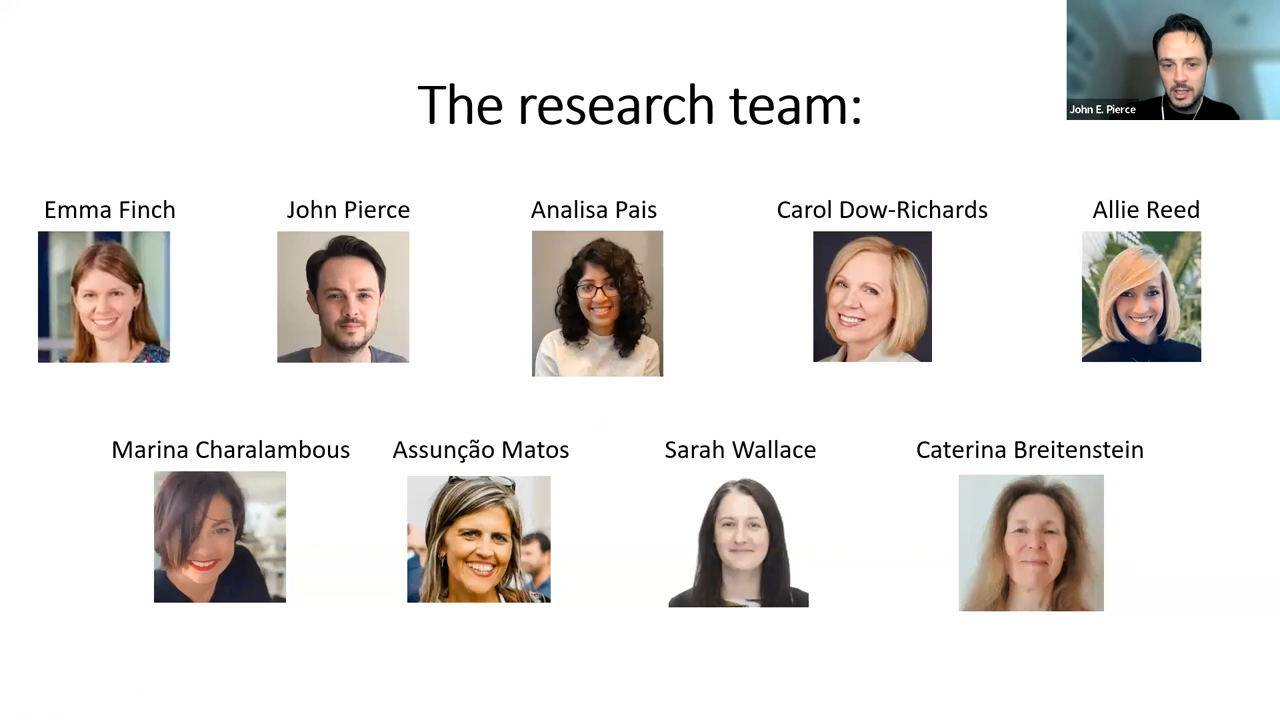 The research team:
John E. Pierce
Emma Finch
John Pierce
Analisa Pais
Carol Dow-Richards
Allie Reed
Marina Charalambous
Assunção Matos
Sarah Wallace
Caterina Breitenstein